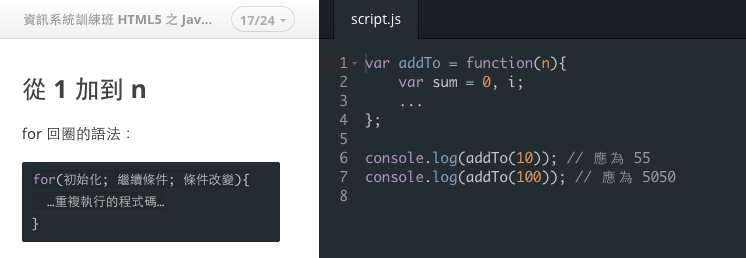 資訊系統訓練班 HTML5 之 Jav...
17/24
從 1 加到 n
for 回圈的語法：
for(初始化; 繼續條件; 條件改變){
…重複執行的程式碼…
}
script.js
1 var addTo = function(n){
2 var sum = 0, i;
3 ...
4 };
5
6 console.log(addTo(10)); // 應為 55
7 console.log(addTo(100)); // 應為 5050
8